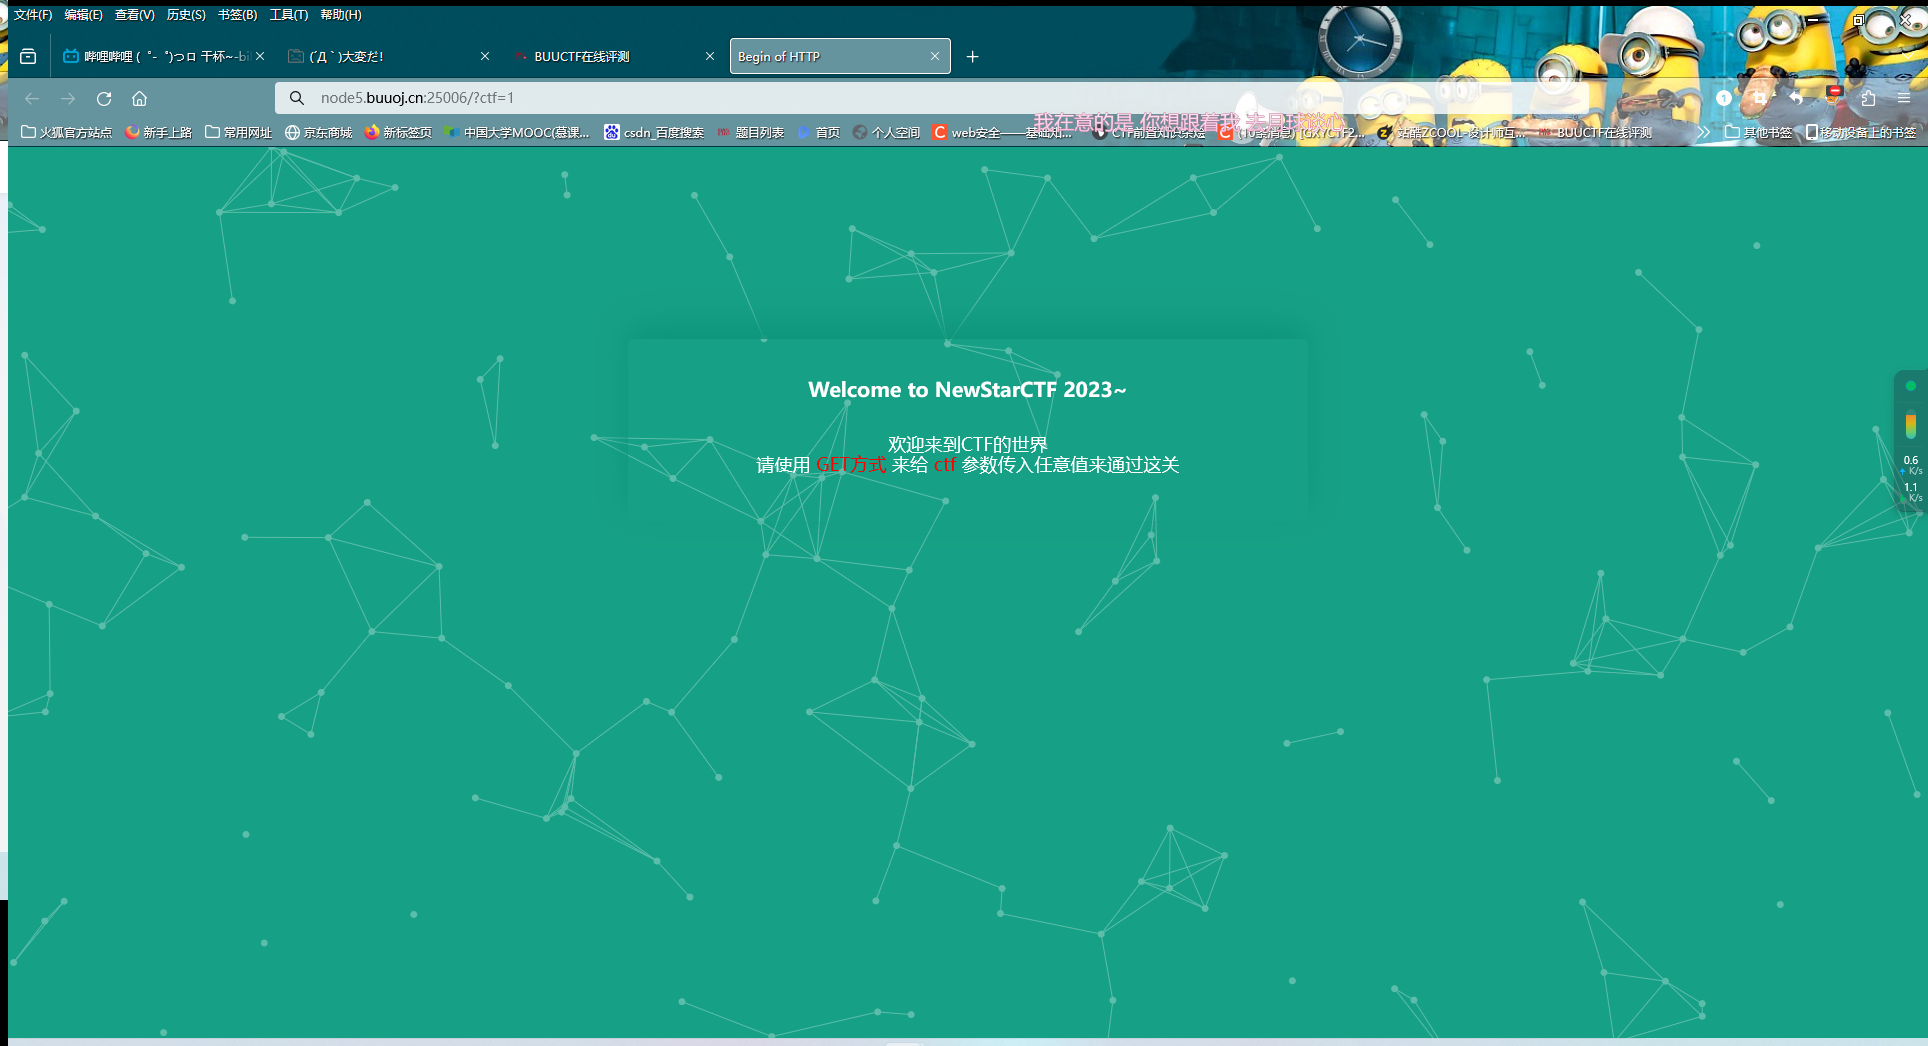 文件(F) 编辑(E) 查看(V) 历史(S) 书签(B) 工具(T) 帮助(H)
哔哩哔哩 ( ゜- ゜)つロ 干杯~-bil (´Д`)大変だ! BUUCTF在线评测 Begin of HTTP
node5.buuoj.cn:25006/?ctf=1
我在意的是 你想跟着我 去月球谈心
火狐官方站点 新手上路 常用网址 京东商城 新标签页 中国大学MOOC(慕课... csdn_百度搜索 题目列表 首页 个人空间 web安全——基础知... CTF前置知识杂烩 站酷ZCOOL-设计师互... BUUCTF在线评测 其他书签 移动设备上的书签
Welcome to NewStarCTF 2023~
欢迎来到CTF的世界
请使用 GET方式 来给 ctf 参数传入任意值来通过这关
0.6
K/s
1.1
K/s